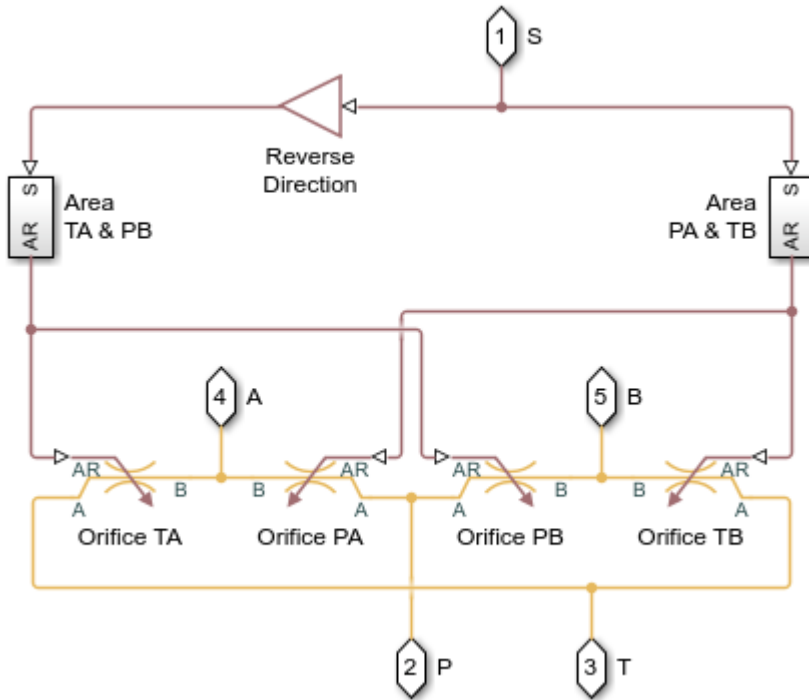 1 S
Reverse
Direction
S
AR
Area
TA & PB
Area
PA & TB
S
AR
4 A
5 B
AR
B
A
B
AR
A
AR
B
A
B
AR
A
Orifice TA
Orifice PA
Orifice PB
Orifice TB
2 P
3 T